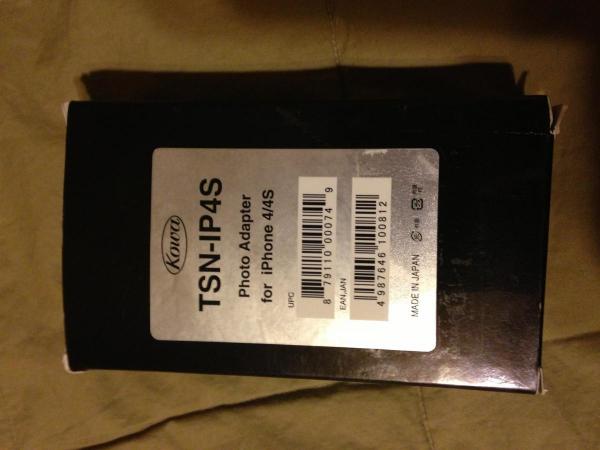 Kowa
TSN-IP4S
Photo Adapter
for iPhone 4/4S
UPC
8 79110 00074 9
EAN,JAN
4 987646 100812
MADE IN JAPAN